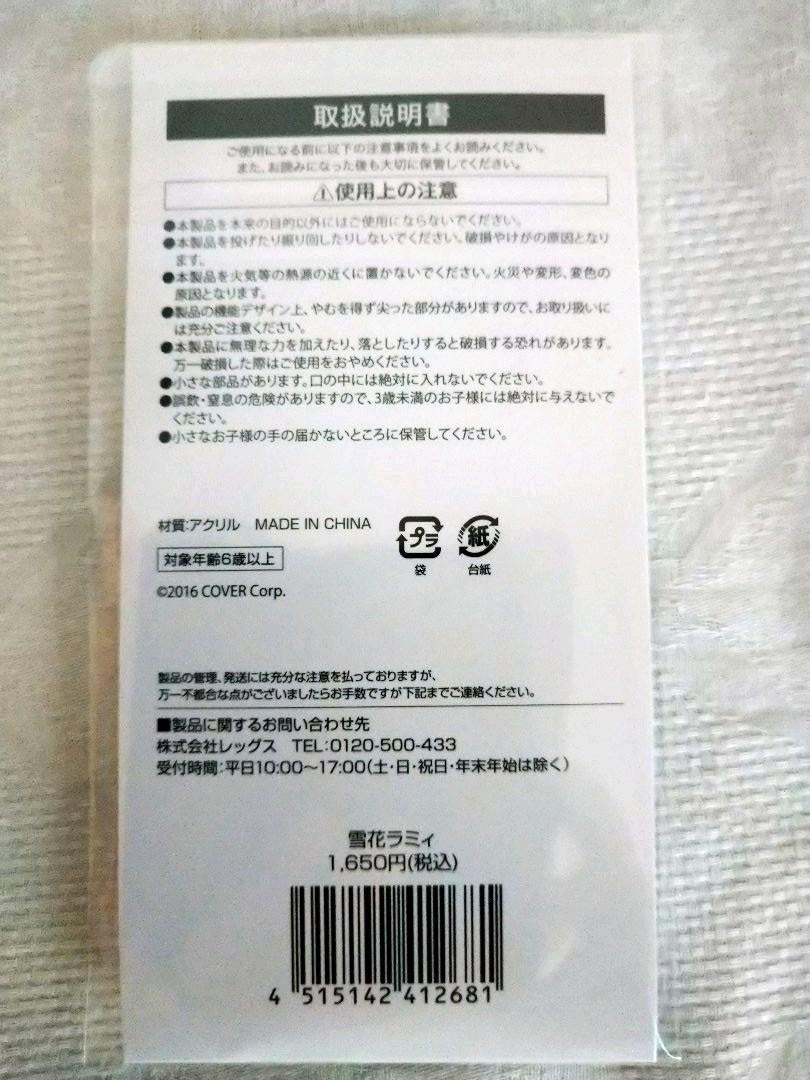 取扱説明書
ご使用になる前に以下の注意事項をよくお読みください。
また、お読みになった後も大切に保管してください。
⚠使用上の注意
●本製品を本来の目的以外にはご使用にならないでください。
●本製品を投げたり振り回したりしないでください。破損やけがの原因となり
ます。
●本製品を火気等の熱源の近くに置かないでください。火災や変形、変色の
原因となります。
●製品の機能デザイン上、やむを得ず尖った部分がありますので、お取り扱いに
は充分ご注意ください。
●本製品に無理な力を加えたり、落としたりすると破損する恐れがあります。
万一破損した際はご使用をおやめください。
●小さな部品があります。口の中には絶対に入れないでください。
●誤飲・窒息の危険がありますので、3歳未満のお子様には絶対に与えないで
ください。
●小さなお子様の手の届かないところに保管してください。
材質:アクリル MADE IN CHINA
プラ 紙
袋 台紙
対象年齢6歳以上
©2016 COVER Corp.
製品の管理、発送には充分な注意を払っておりますが、
万一不都合な点がございましたらお手数ですが下記までご連絡ください。
■製品に関するお問い合わせ先
株式会社レッグス TEL:0120-500-433
受付時間:平日10:00～17:00(土・日・祝日・年末年始は除く)
雪花ラミィ
1,650円(税込)
4 515142 412681